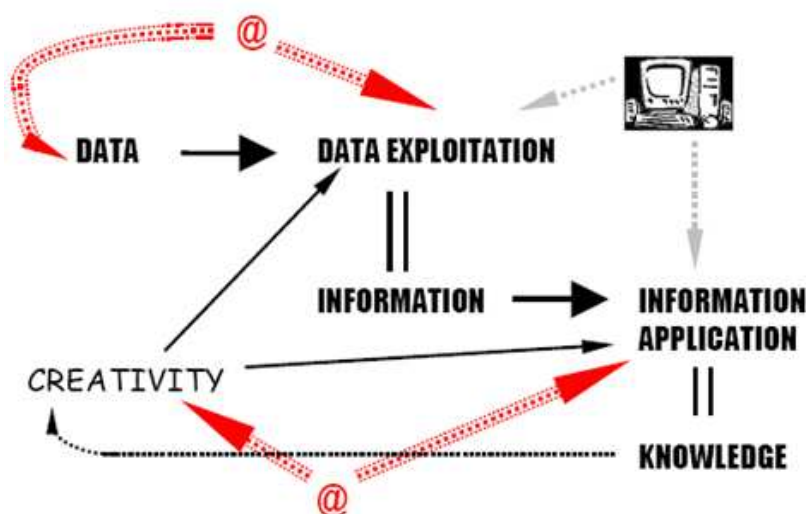 @
DATA
DATA EXPLOITATION
INFORMATION
INFORMATION
APPLICATION
CREATIVITY
KNOWLEDGE
@